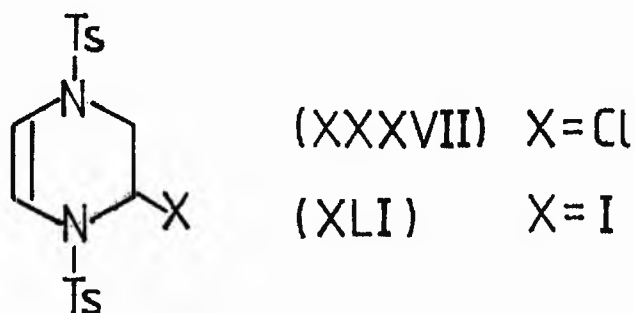 Ts
N
(XXXVII) X=Cl
X
(XLI) X=I
N
Ts